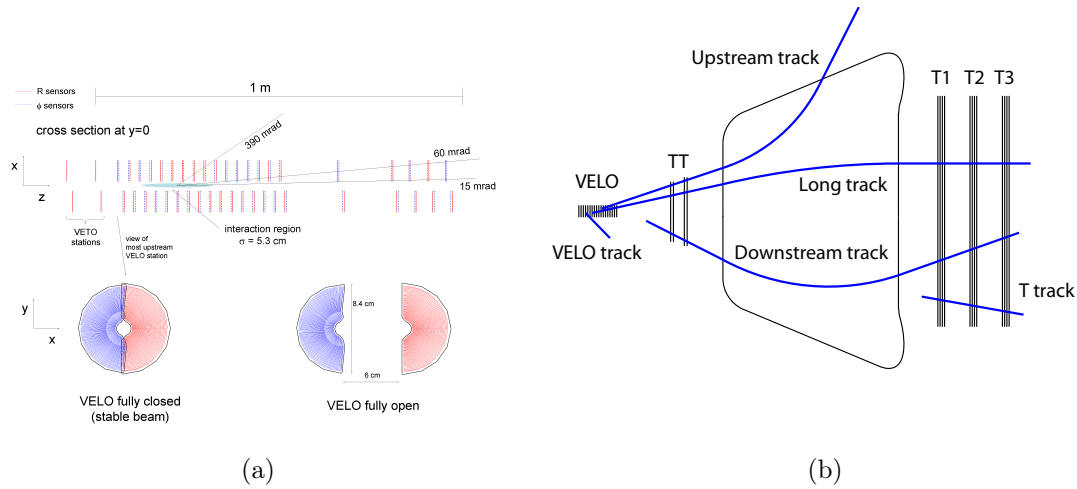 R sensors
ϕ sensors
1 m
cross section at y=0
390 mrad
60 mrad
15 mrad
x
z
VETO
stations
view of
most upstream
VELO station
interaction region
σ = 5.3 cm
y
x
8.4 cm
6 cm
VELO fully closed
(stable beam)
VELO fully open
(a)
Upstream track
T1 T2 T3
TT
VELO
Long track
VELO track
Downstream track
T track
(b)